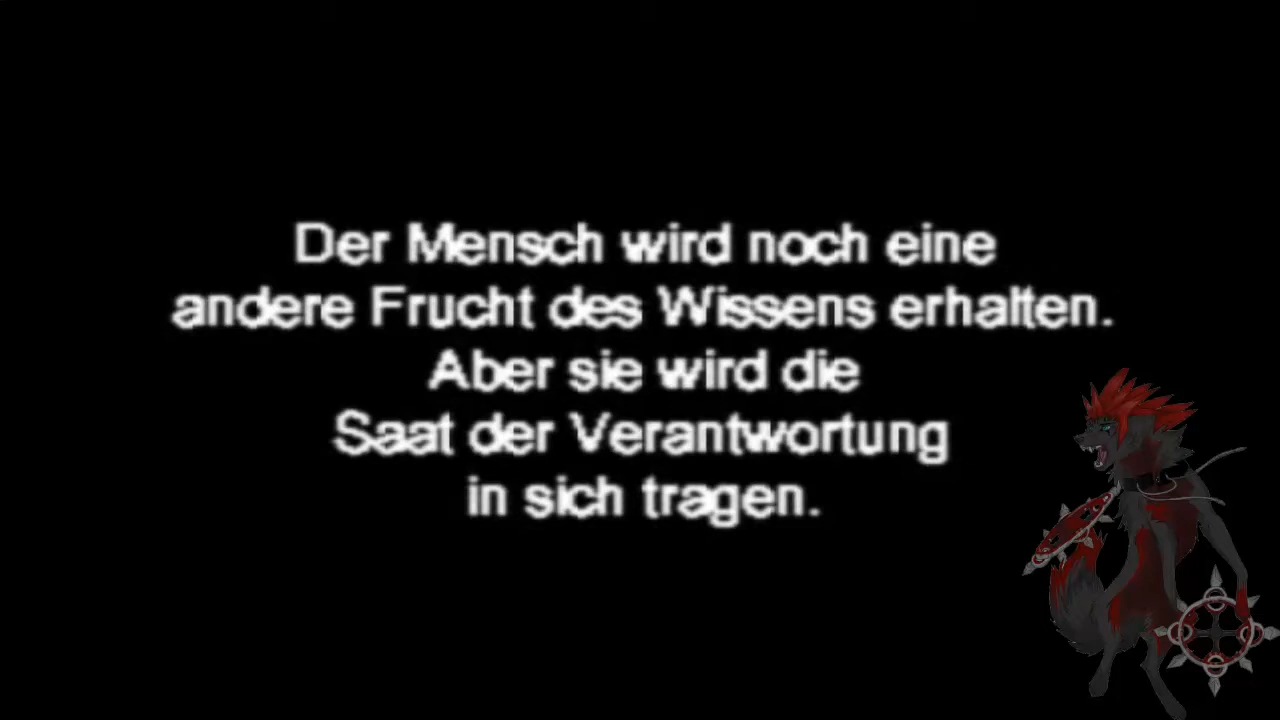 Der Mensch wird noch eine
andere Frucht des Wissens erhalten.
Aber sie wird die
Saat der Verantwortung
in sich tragen.